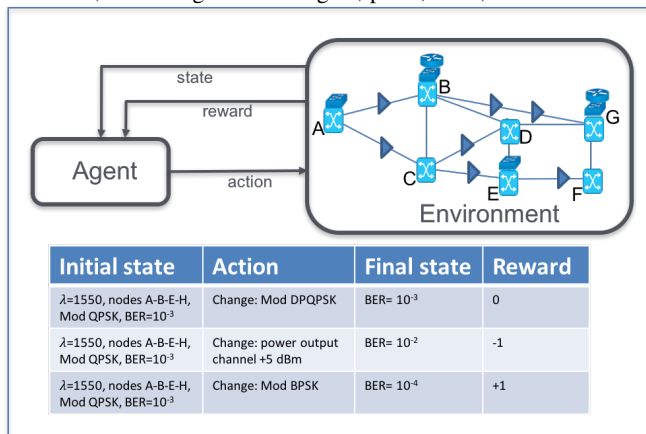 state
reward
Agent
action
A
B
C
D
E
F
G
Environment
Initial state Action Final state Reward
λ=1550, nodes A-B-E-H, Change: Mod DPQPSK BER= 10⁻³ 0
Mod QPSK, BER=10⁻³
λ=1550, nodes A-B-E-H, Change: power output BER= 10⁻² -1
Mod QPSK, BER=10⁻³ channel +5 dBm
λ=1550, nodes A-B-E-H, Change: Mod BPSK BER= 10⁻⁴ +1
Mod QPSK, BER=10⁻³